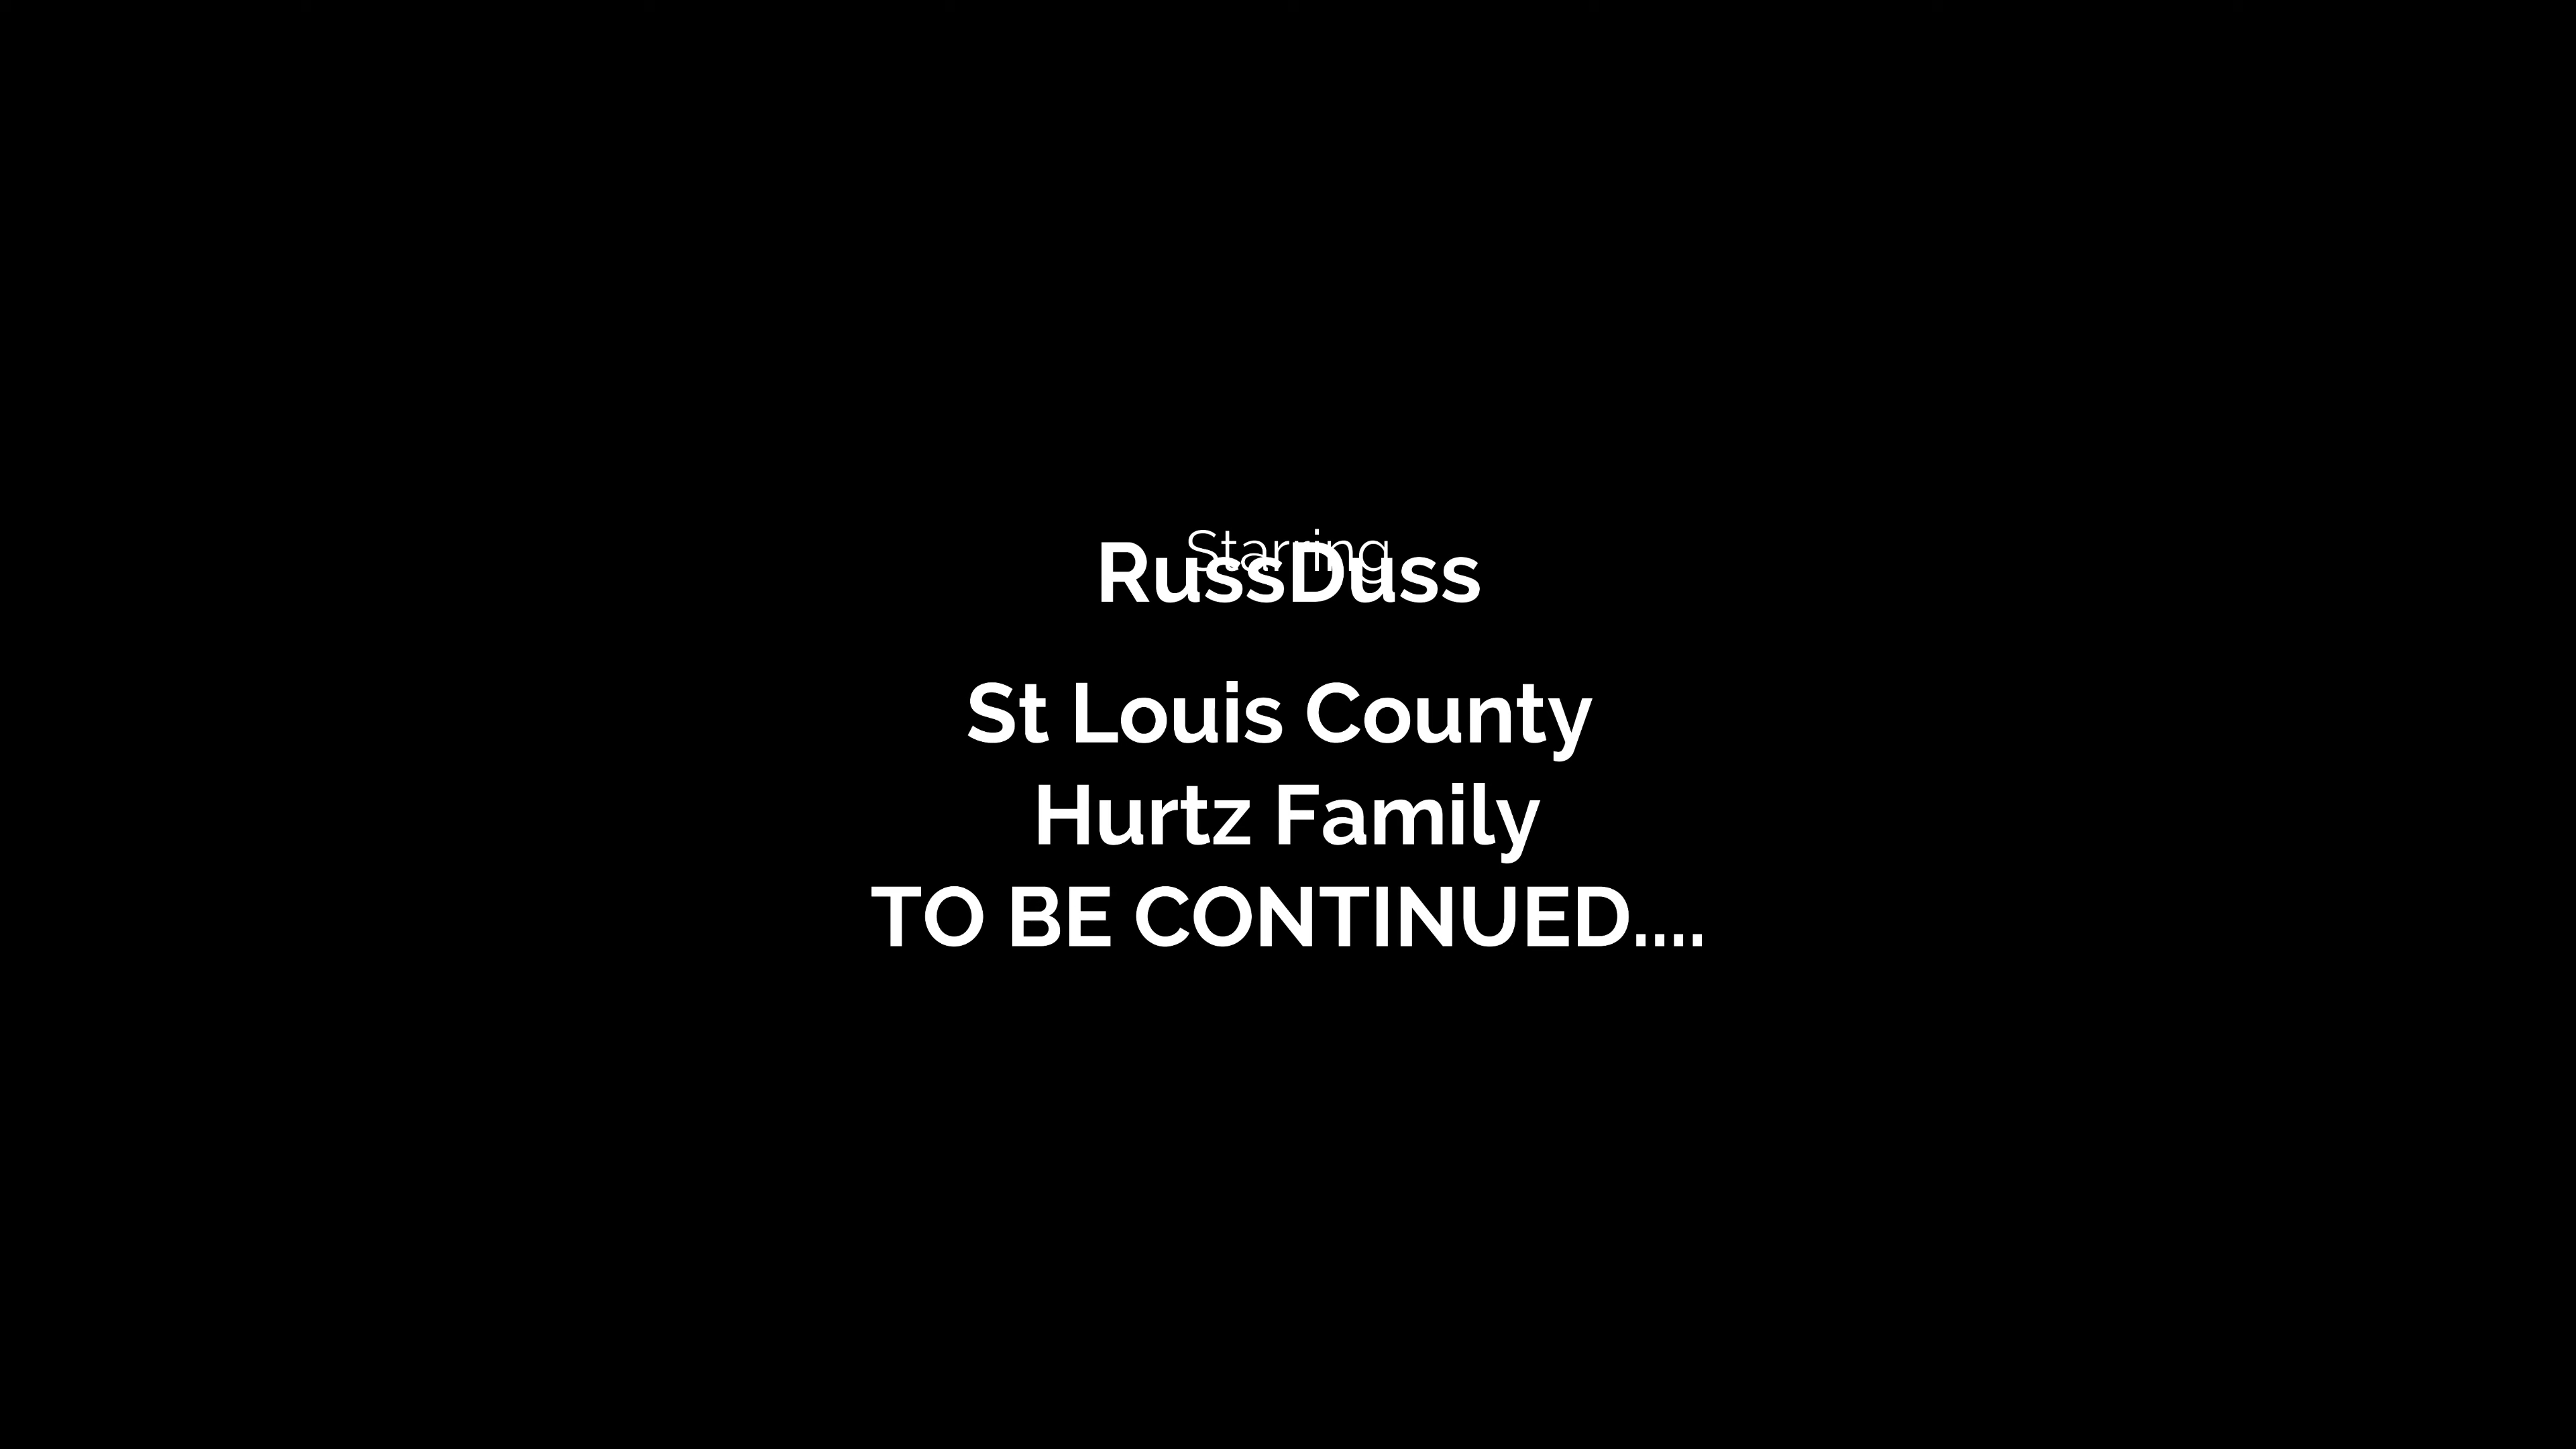 Starring
RussDuss
St Louis County
Hurtz Family
TO BE CONTINUED....